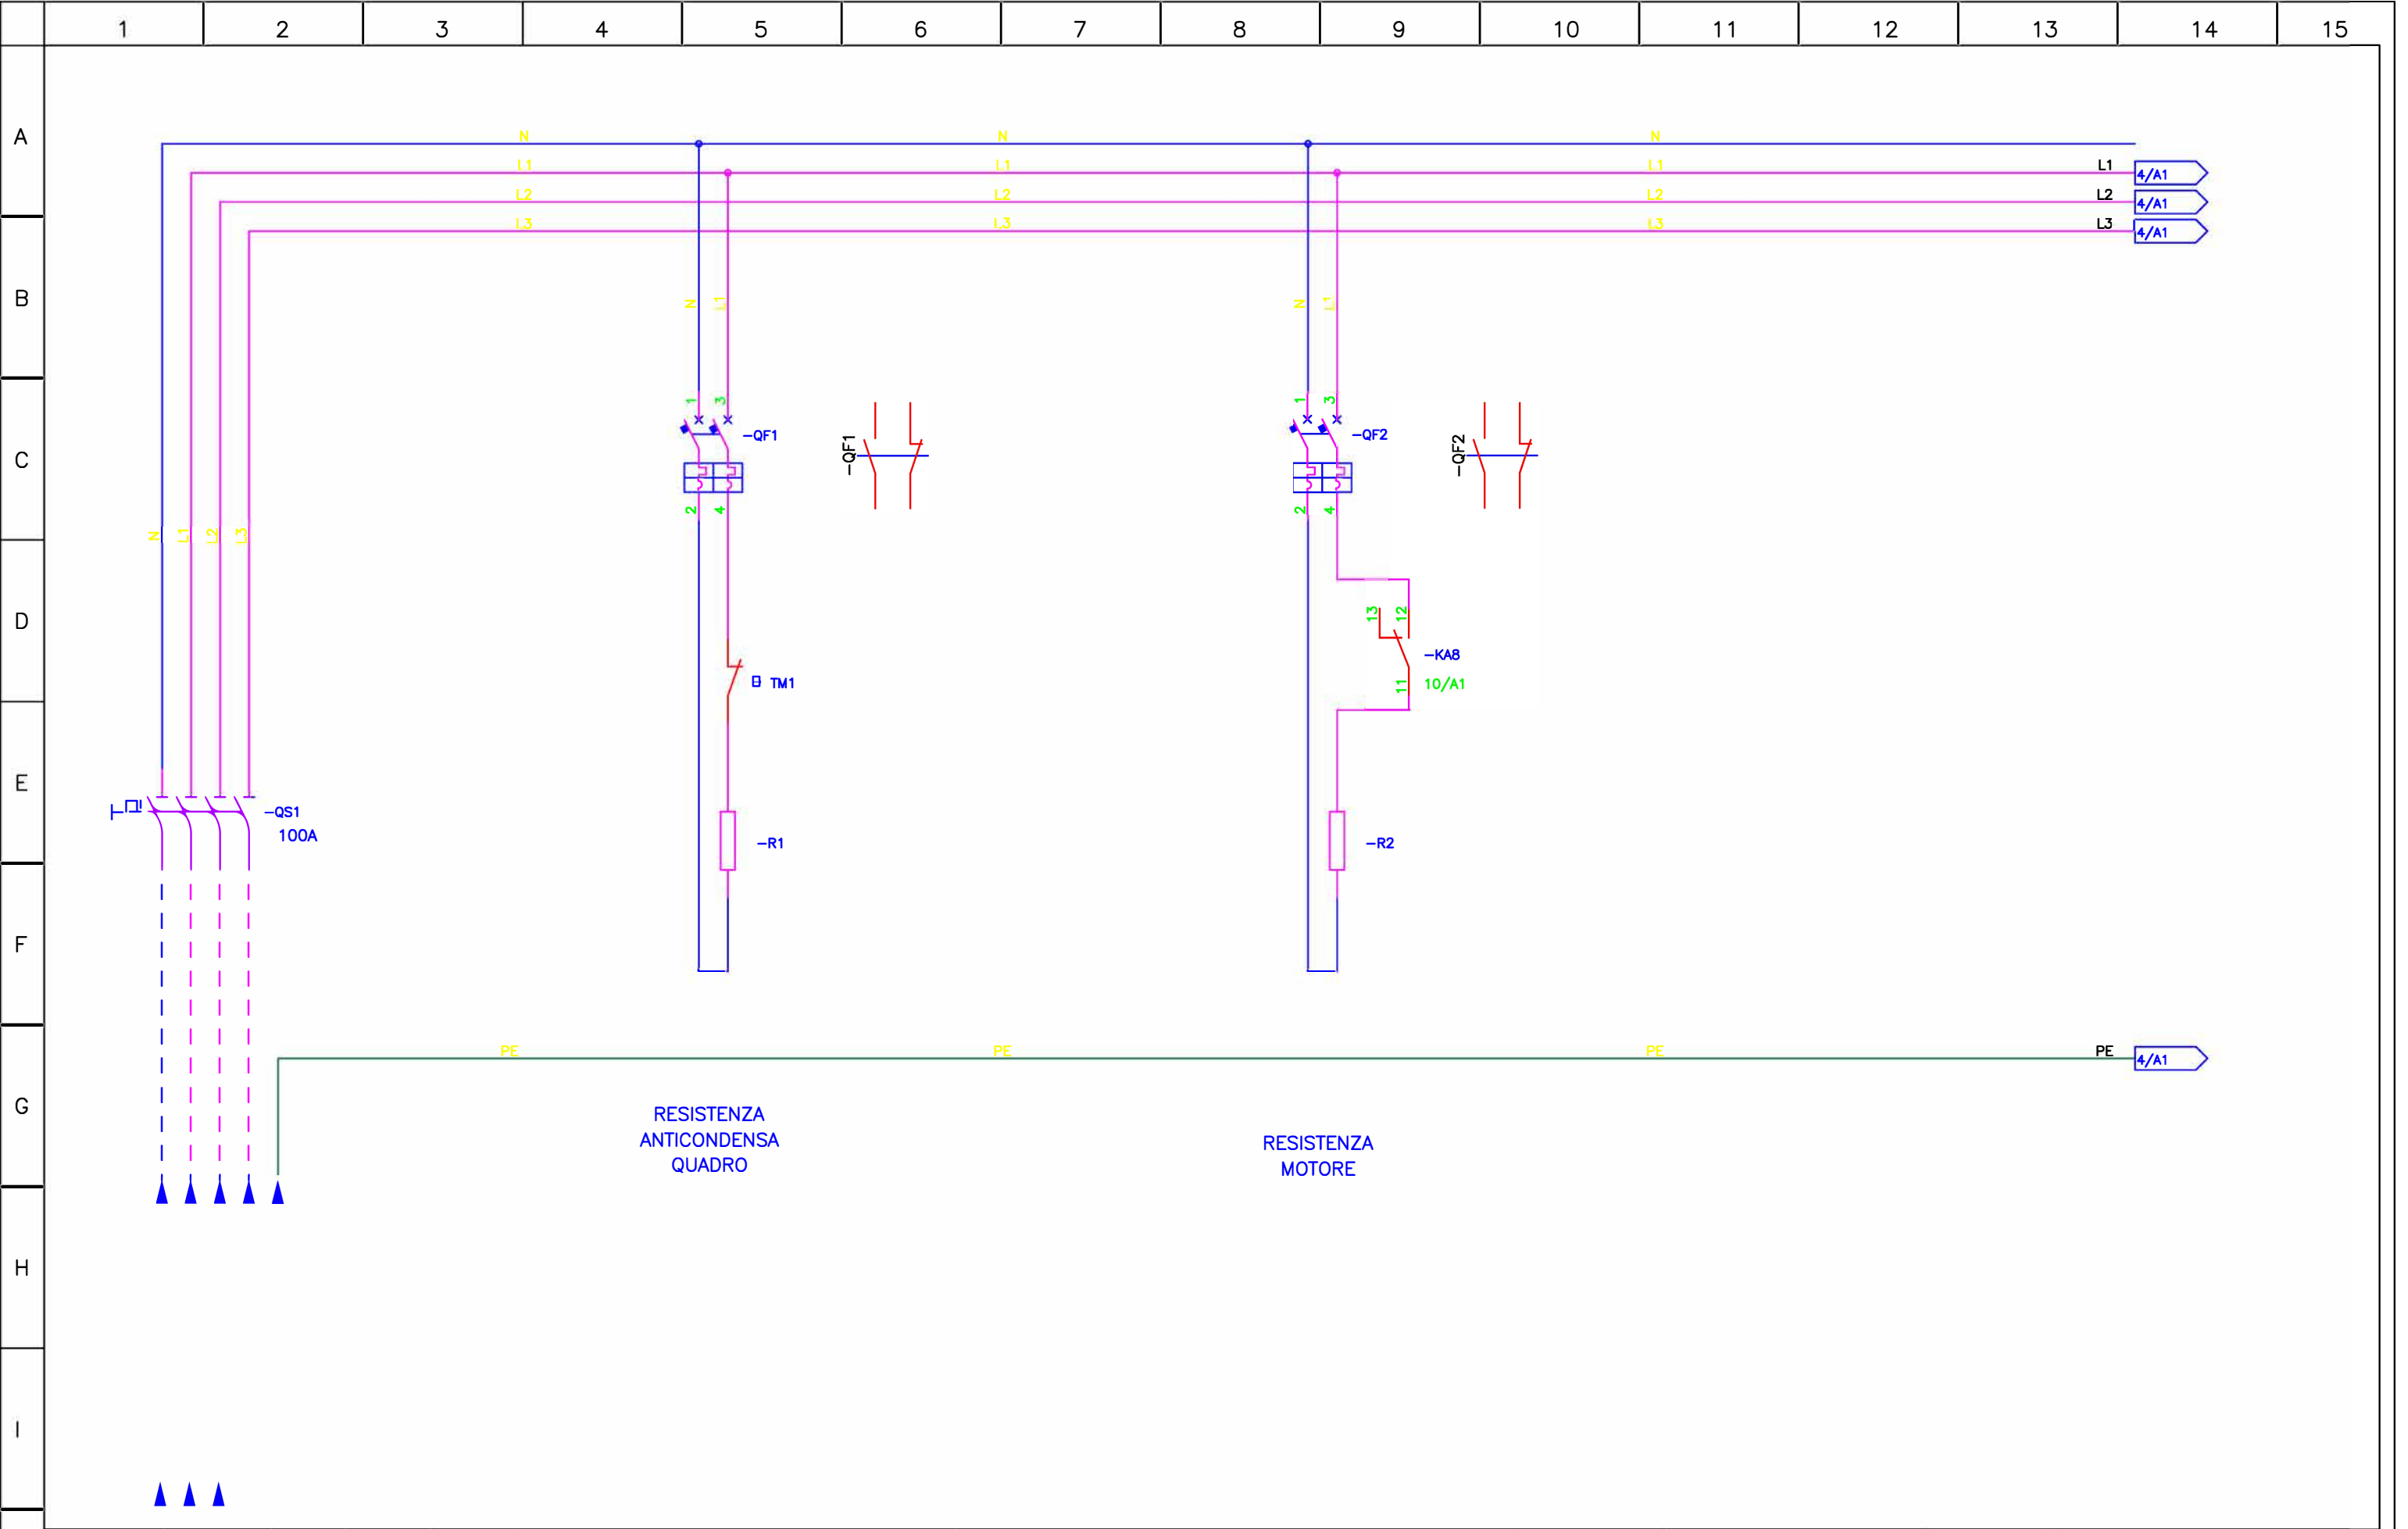 1 2 3 4 5 6 7 8 9 10 11 12 13 14 15
A
N N N
L1 L1 L1 L1 4/A1
L2 L2 L2 L2 4/A1
L3 L3 L3 L3 4/A1
B
N L1 N L1
1 3 1 3
-QF1 -QF1 -QF2 -QF2
C
2 4 2 4
N L1 L2 L3
D
13 12
-KA8
TM1 10/A1
11
E
-QS1
100A
-R1 -R2
F
PE PE PE PE 4/A1
G
RESISTENZA
ANTICONDENSA
QUADRO
RESISTENZA
MOTORE
H
I